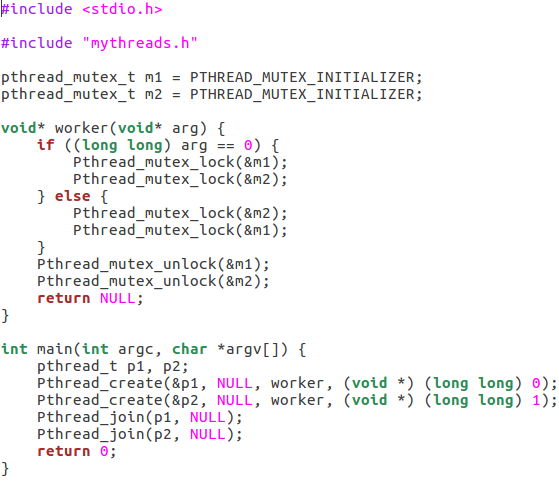 #include <stdio.h>

#include "mythreads.h"

pthread_mutex_t m1 = PTHREAD_MUTEX_INITIALIZER;
pthread_mutex_t m2 = PTHREAD_MUTEX_INITIALIZER;

void* worker(void* arg) {
    if ((long long) arg == 0) {
        Pthread_mutex_lock(&m1);
        Pthread_mutex_lock(&m2);
    } else {
        Pthread_mutex_lock(&m2);
        Pthread_mutex_lock(&m1);
    }
    Pthread_mutex_unlock(&m1);
    Pthread_mutex_unlock(&m2);
    return NULL;
}

int main(int argc, char *argv[]) {
    pthread_t p1, p2;
    Pthread_create(&p1, NULL, worker, (void *) (long long) 0);
    Pthread_create(&p2, NULL, worker, (void *) (long long) 1);
    Pthread_join(p1, NULL);
    Pthread_join(p2, NULL);
    return 0;
}